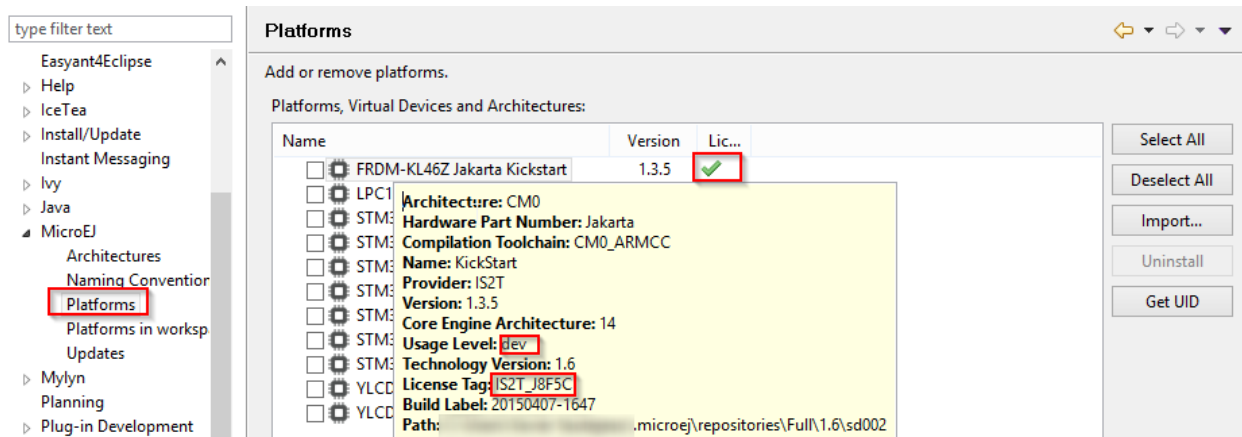 type filter text
Easyant4Eclipse
Help
IceTea
Install/Update
Instant Messaging
Ivy
Java
MicroEJ
Architectures
Naming Convention
Platforms
Platforms in worksp
Updates
Mylyn
Planning
Plug-in Development
Platforms
Add or remove platforms.
Platforms, Virtual Devices and Architectures:
Name Version Lic...
FRDM-KL46Z Jakarta Kickstart 1.3.5
LPC1
STM3
STM3
STM3
STM3
STM3
STM3
STM3
YLCD
YLCD
Architecture: CM0
Hardware Part Number: Jakarta
Compilation Toolchain: CM0_ARMCC
Name: KickStart
Provider: IS2T
Version: 1.3.5
Core Engine Architecture: 14
Usage Level: dev
Technology Version: 1.6
License Tag: IS2T_J8F5C
Build Label: 20150407-1647
Path: .microej\repositories\Full\1.6\sd002
Select All
Deselect All
Import...
Uninstall
Get UID